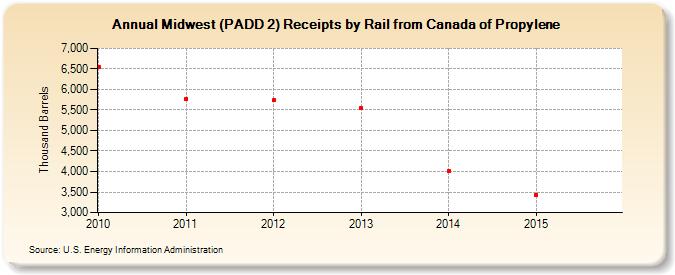 Annual Midwest (PADD 2) Receipts by Rail from Canada of Propylene
Thousand Barrels
7,000
6,500
6,000
5,500
5,000
4,500
4,000
3,500
3,000
2010 2011 2012 2013 2014 2015
Source: U.S. Energy Information Administration